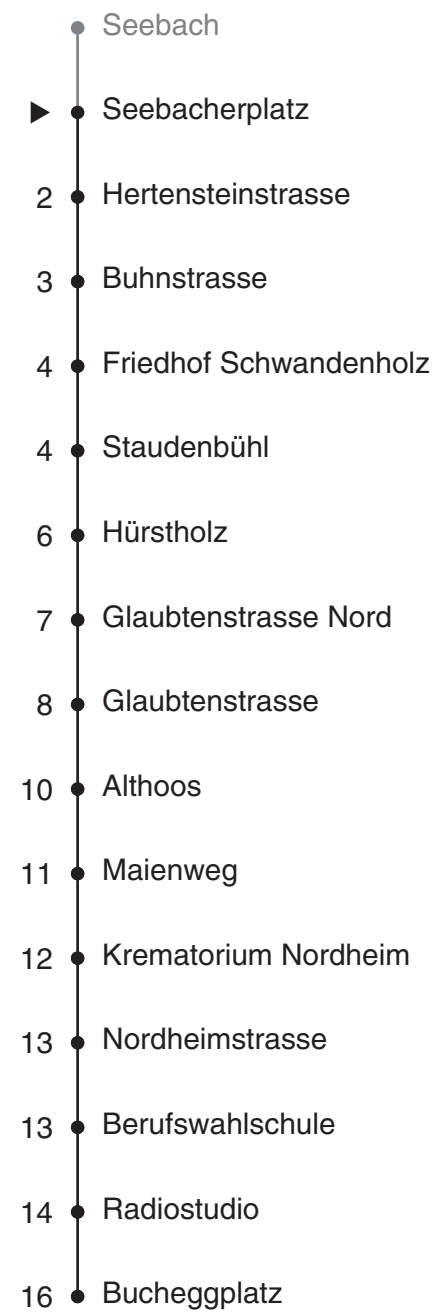 Seebach
Seebacherplatz
2 Hertensteinstrasse
3 Buhnstrasse
4 Friedhof Schwandenholz
4 Staudenbühl
6 Hürstholz
7 Glaubtenstrasse Nord
8 Glaubtenstrasse
10 Althoos
11 Maienweg
12 Krematorium Nordheim
13 Nordheimstrasse
13 Berufswahlschule
14 Radiostudio
16 Bucheggplatz